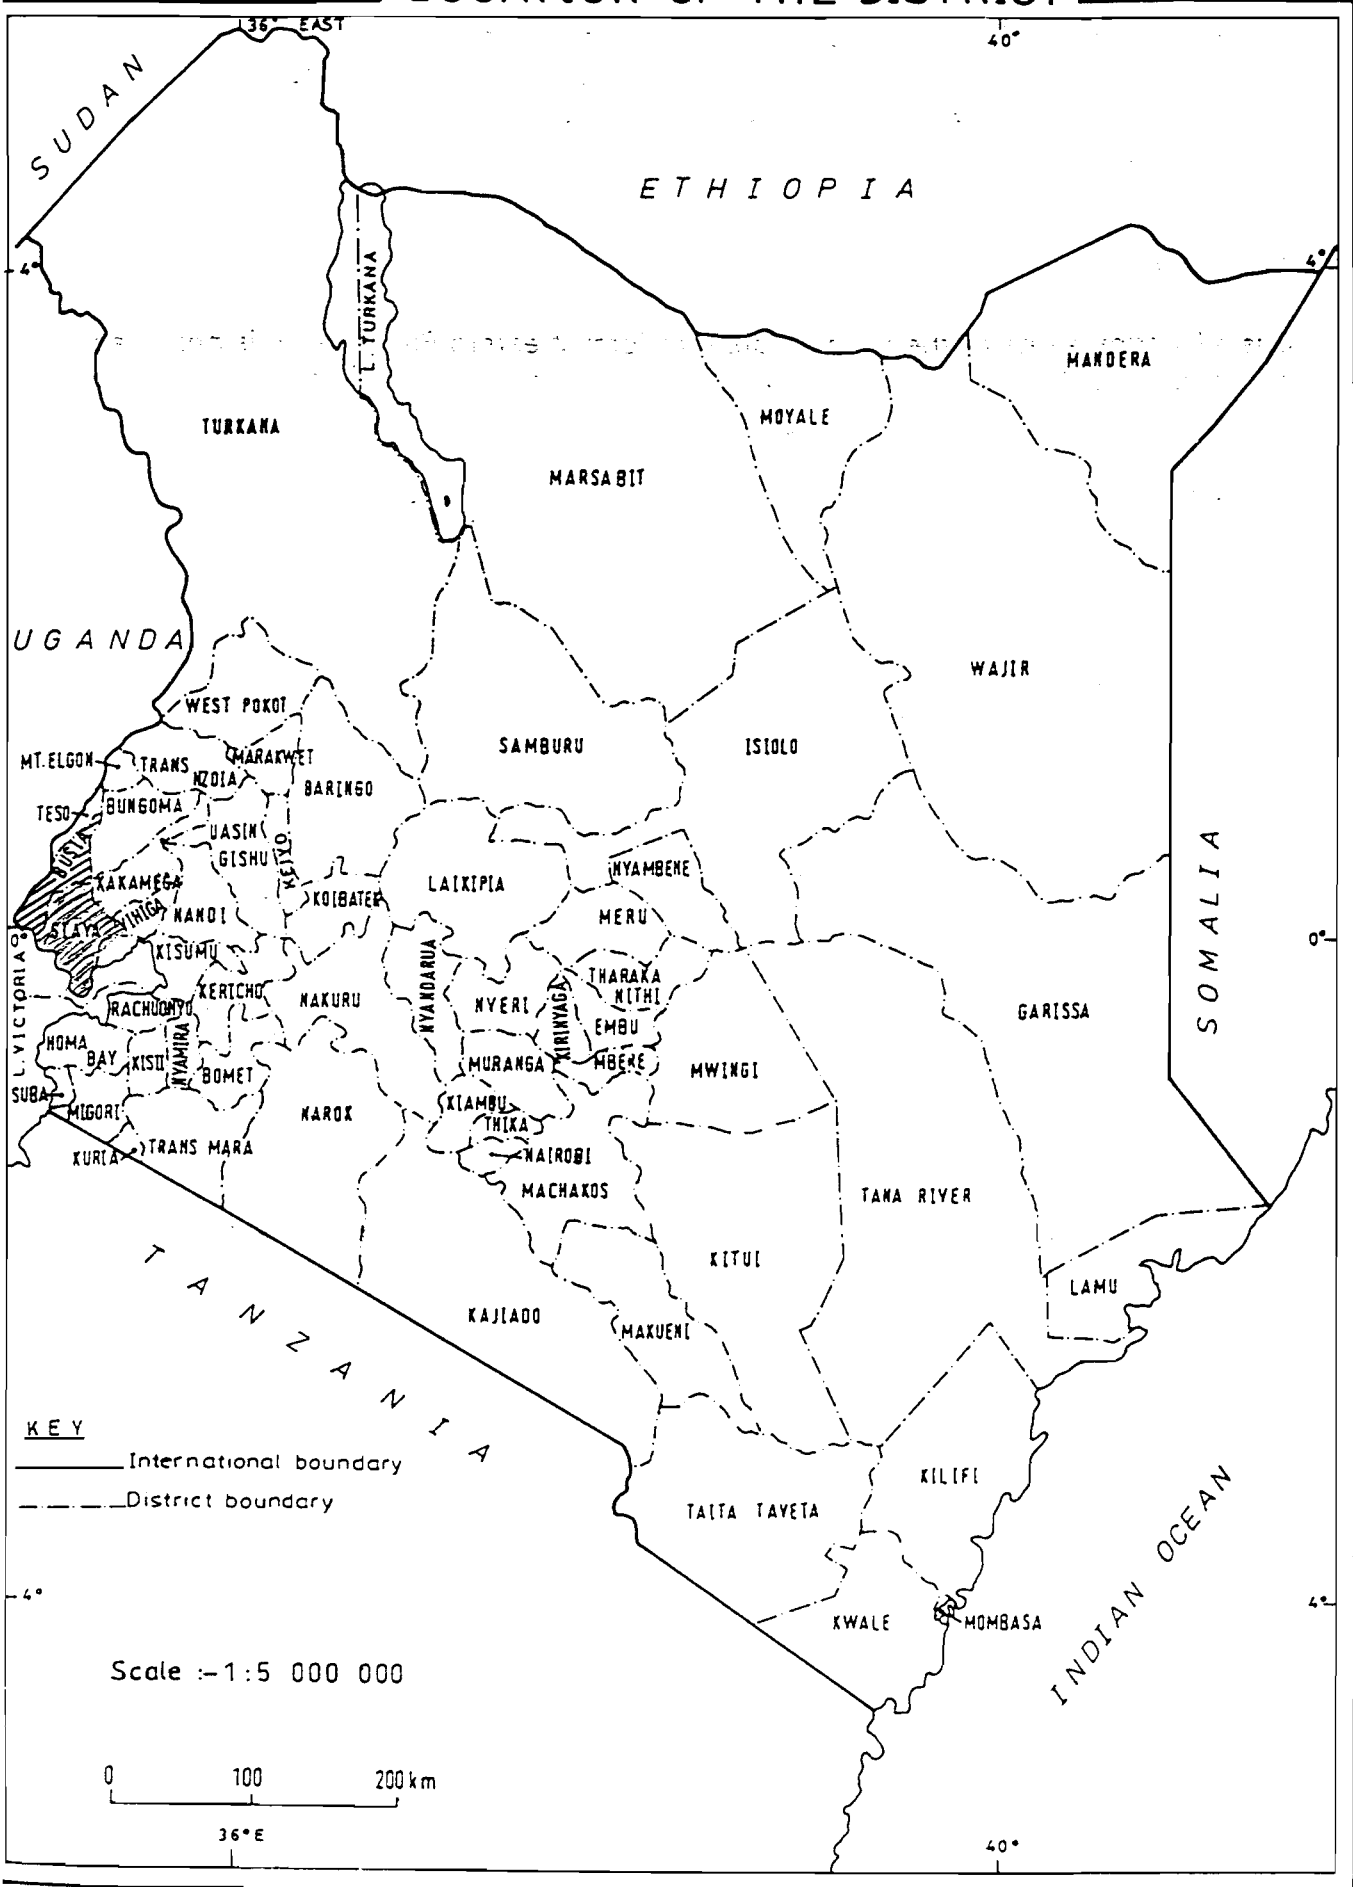 LOCATION OF THE DISTRICT
36° EAST
40°
SUDAN
ETHIOPIA
4°
4°
L. TURKANA
MANDERA
TURKANA
MOYALE
MARSABIT
UGANDA
WAJIR
WEST POKOT
MT. ELGON
TRANS
NZOIA
MARAKWET
SAMBURU
ISIOLO
BARINGO
TESO
BUNGOMA
UASIN
GISHU
KEIYO
BUSIA
KAKAMEGA
KOIBATEK
LAIKIPIA
NYAMBENE
SOMALIA
SIAYA
VIHIGA
NANDI
MERU
0°
0°
KISUMU
L. VICTORIA
RACHUONYO
KERICHO
NAKURU
NYANDARUA
NYERI
KIRINYAGA
THARAKA
NITHI
GARISSA
HOMA
BAY
KISII
NYAMIRA
BOMET
MURANGA
EMBU
MBERE
MWINGI
SUBA
MIGORI
NAROK
KIAMBU
THIKA
KURIA
TRANS MARA
NAIROBI
MACHAKOS
TANA RIVER
KITUI
LAMU
TANZANIA
KAJIADO
MAKUENI
KEY
International boundary
District boundary
KILIFI
TAITA TAVETA
INDIAN OCEAN
4°
4°
KWALE
MOMBASA
Scale :- 1:5 000 000
0 100 200 km
36° E
40°